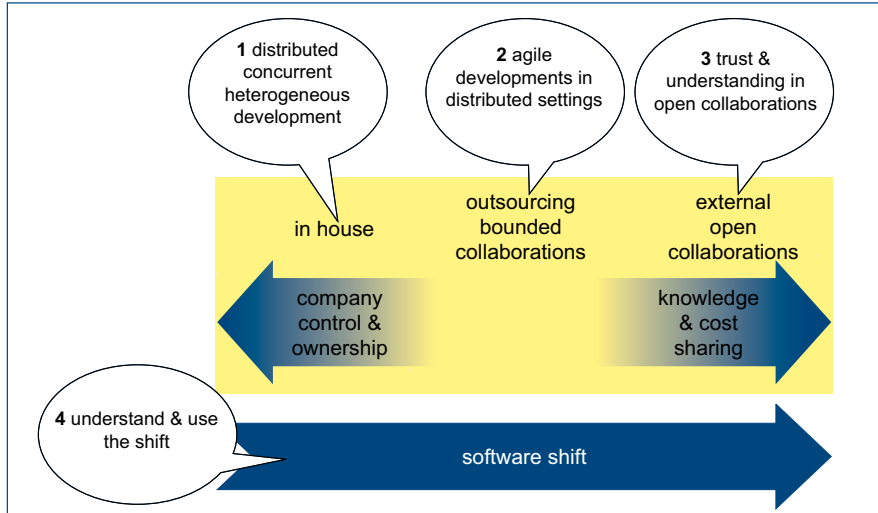 1 distributed
concurrent
heterogeneous
development
2 agile
developments in
distributed settings
3 trust &
understanding in
open collaborations
in house
outsourcing
bounded
collaborations
external
open
collaborations
company
control &
ownership
knowledge
& cost
sharing
4 understand & use
the shift
software shift